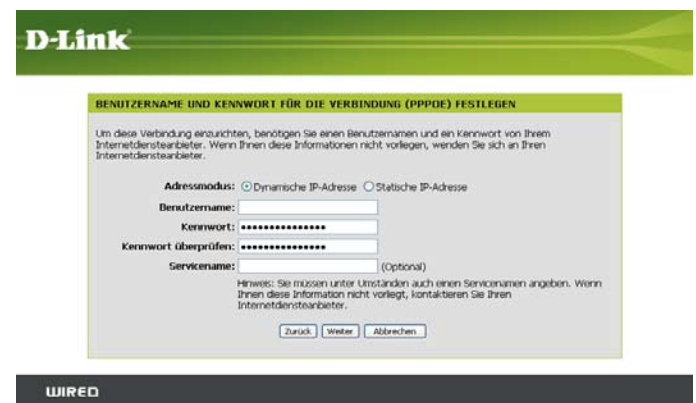 D-Link
BENUTZERNAME UND KENNWORT FÜR DIE VERBINDUNG (PPPOE) FESTLEGEN
Um diese Verbindung einzurichten, benötigen Sie einen Benutzernamen und ein Kennwort von Ihrem
Internetdiensteanbieter. Wenn Ihnen diese Informationen nicht vorliegen, wenden Sie sich an Ihren
Internetdiensteanbieter.
Adressmodus: Dynamische IP-Adresse Statische IP-Adresse
Benutzername:
Kennwort: •••••••••••••••
Kennwort überprüfen: •••••••••••••••
Servicename: (Optional)
Hinweis: Sie müssen unter Umständen auch einen Servicenamen angeben. Wenn
Ihnen diese Information nicht vorliegt, kontaktieren Sie Ihren
Internetdiensteanbieter.
Zurück Weiter Abbrechen
WIRED